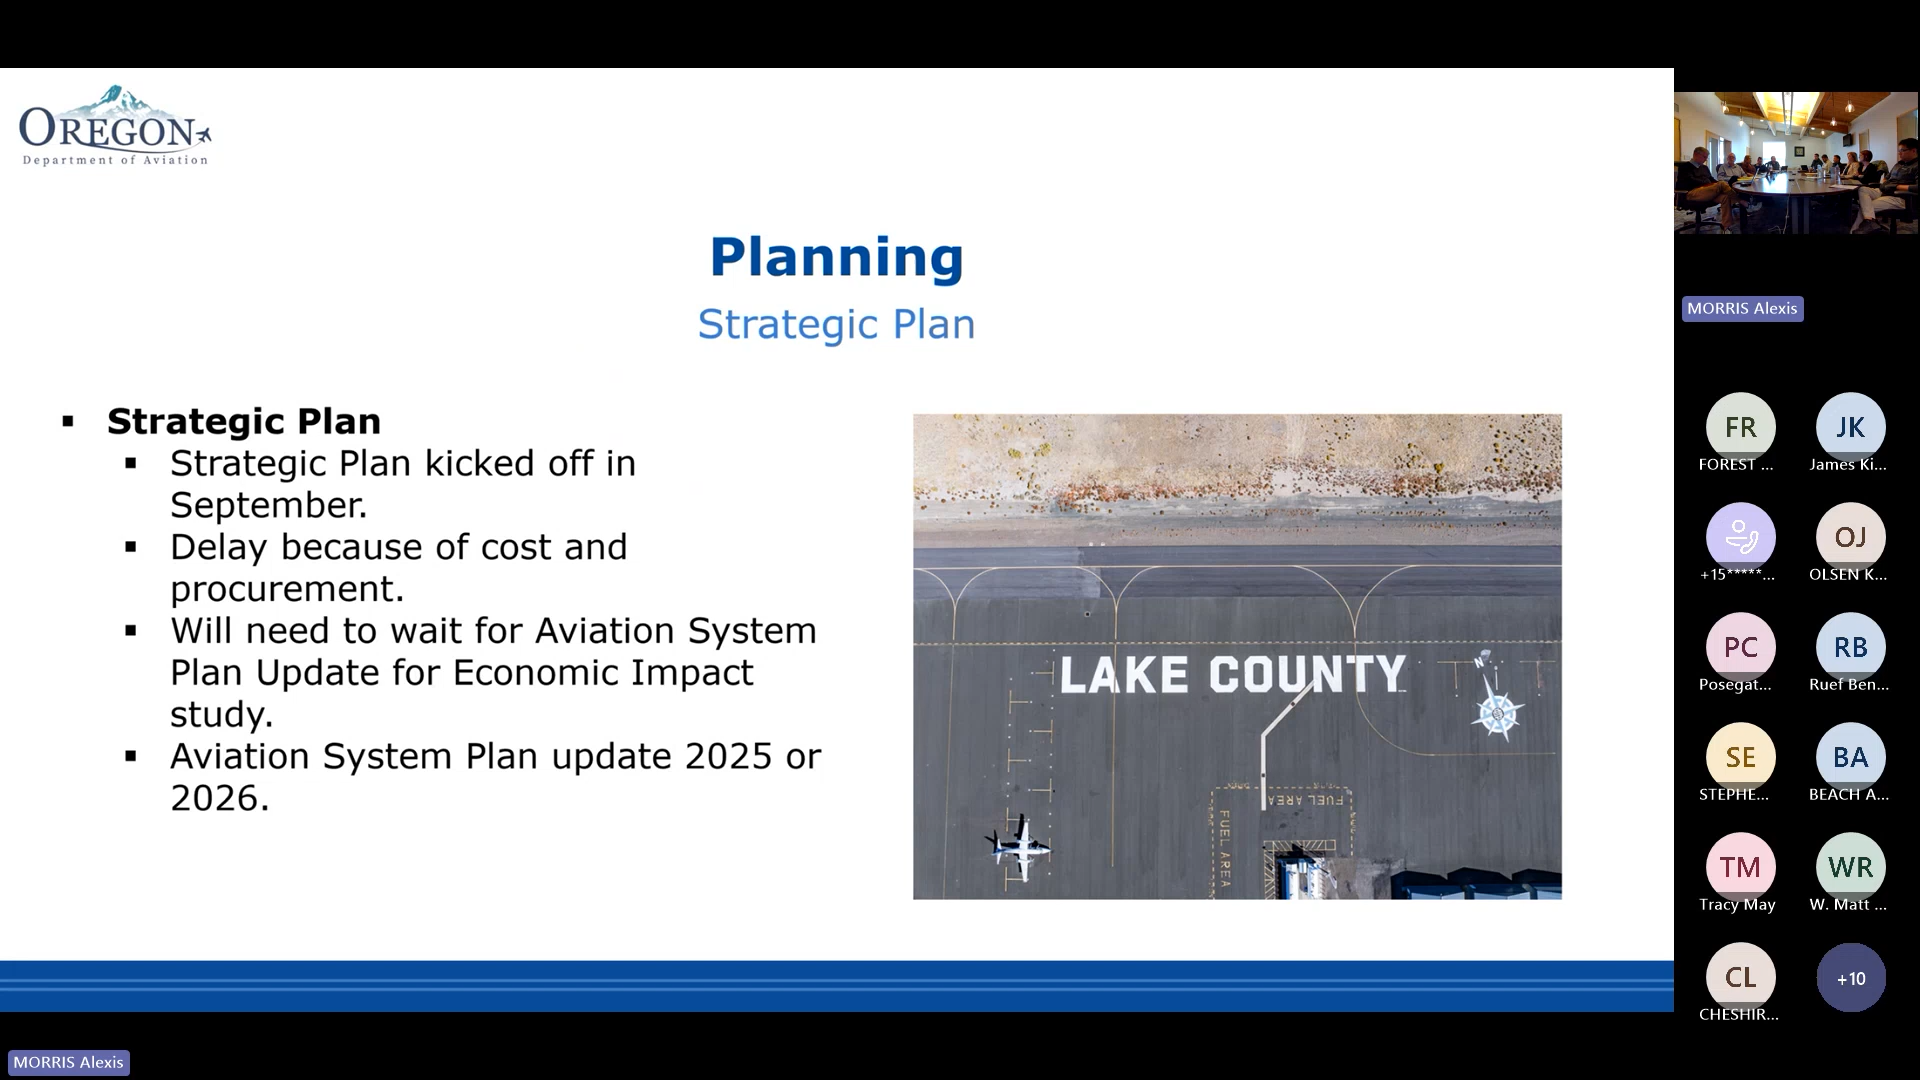 OREGON
Department of Aviation
Planning
Strategic Plan
▪ Strategic Plan
▪ Strategic Plan kicked off in
September.
▪ Delay because of cost and
procurement.
▪ Will need to wait for Aviation System
Plan Update for Economic Impact
study.
▪ Aviation System Plan update 2025 or
2026.
LAKE COUNTY
N
FUEL AREA
FUEL AREA
MORRIS Alexis
FR
FOREST ...
JK
James Ki...
+15*****...
OJ
OLSEN K...
PC
Posegat...
RB
Ruef Ben...
SE
STEPHE...
BA
BEACH A...
TM
Tracy May
WR
W. Matt ...
CL
CHESHIR...
+10
MORRIS Alexis